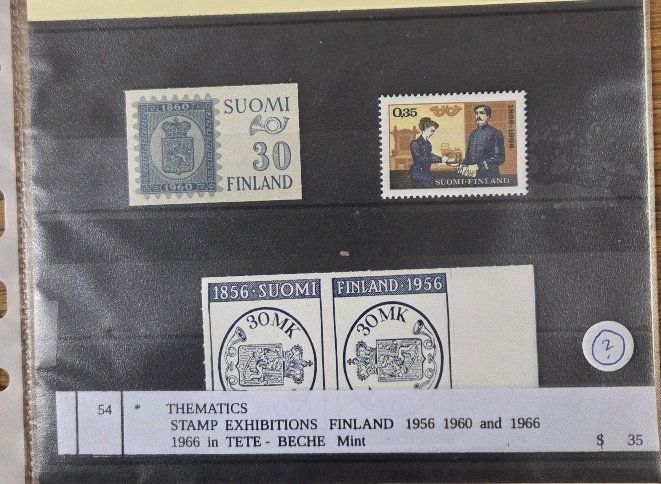 1860
SUOMI
30
FINLAND
1960
0,35
1866-1966
SUOMI-FINLAND
1856·SUOMI
FINLAND·1956
30MK
30MK
?
54 * THEMATICS
STAMP EXHIBITIONS FINLAND 1956 1960 and 1966
1966 in TETE - BECHE Mint $ 35